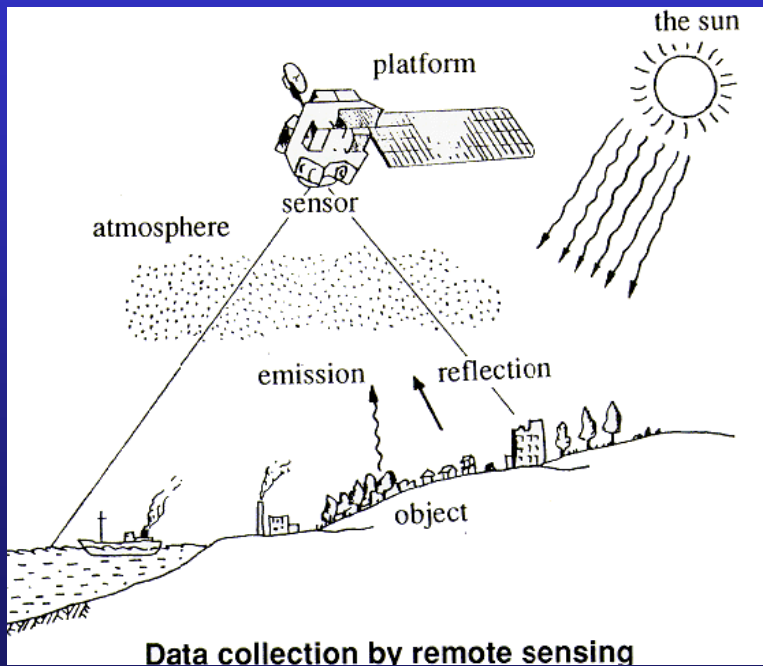 the sun
platform
sensor
atmosphere
emission
reflection
object
Data collection by remote sensing